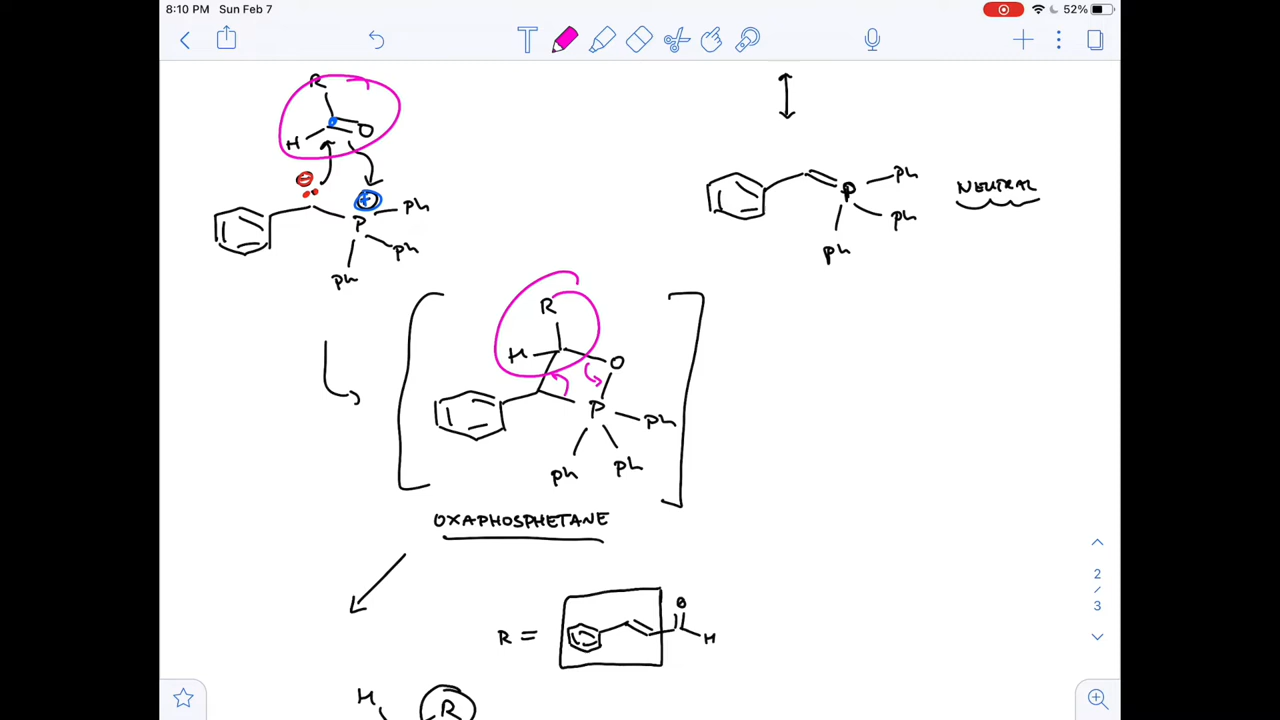 8:10 PM Sun Feb 7
52%
T
R
H
O
⊖
⊕
P
Ph
Ph
Ph
P
Ph
Ph
Ph
NEUTRAL
R
H
O
P
Ph
Ph
Ph
OXAPHOSPHETANE
2
/
3
R =
O
H
H
R